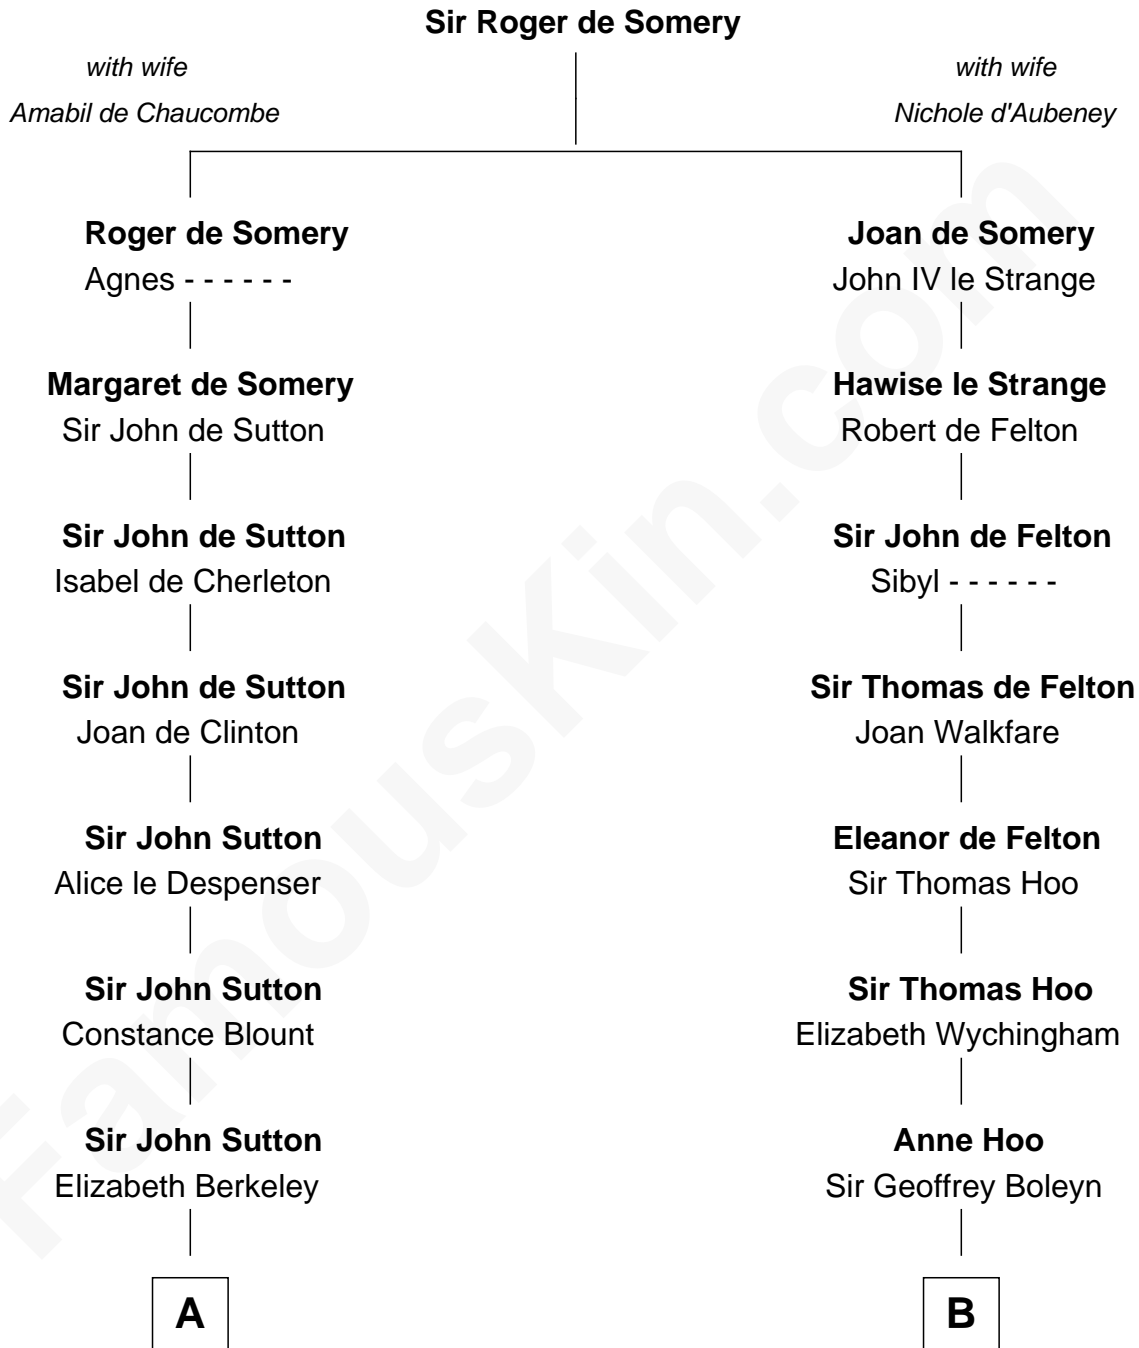 Sir Roger de Somery
with wife
Amabil de Chaucombe
with wife
Nichole d'Aubeney
Roger de Somery
Agnes - - - - - -
Joan de Somery
John IV le Strange
Margaret de Somery
Sir John de Sutton
Hawise le Strange
Robert de Felton
Sir John de Sutton
Isabel de Cherleton
Sir John de Felton
Sibyl - - - - - -
Sir John de Sutton
Joan de Clinton
Sir Thomas de Felton
Joan Walkfare
Sir John Sutton
Alice le Despenser
Eleanor de Felton
Sir Thomas Hoo
Sir John Sutton
Constance Blount
Sir Thomas Hoo
Elizabeth Wychingham
Sir John Sutton
Elizabeth Berkeley
Anne Hoo
Sir Geoffrey Boleyn
A
B
FamousKin.com